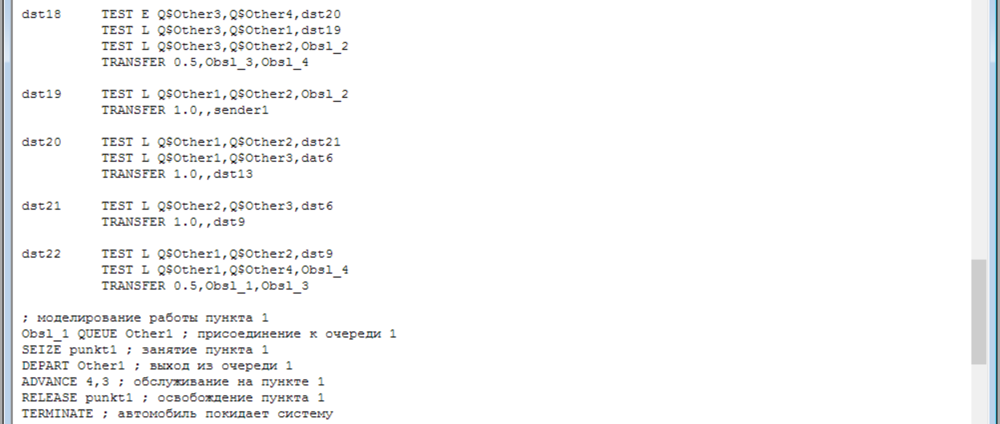 dst18 TEST E Q$Other3,Q$Other4,dst20
TEST L Q$Other3,Q$Other1,dst19
TEST L Q$Other3,Q$Other2,Obsl_2
TRANSFER 0.5,Obsl_3,Obsl_4
dst19 TEST L Q$Other1,Q$Other2,Obsl_2
TRANSFER 1.0,,sender1
dst20 TEST L Q$Other1,Q$Other2,dst21
TEST L Q$Other1,Q$Other3,dat6
TRANSFER 1.0,,dst13
dst21 TEST L Q$Other2,Q$Other3,dst6
TRANSFER 1.0,,dst9
dst22 TEST L Q$Other1,Q$Other2,dst9
TEST L Q$Other1,Q$Other4,Obsl_4
TRANSFER 0.5,Obsl_1,Obsl_3
; моделирование работы пункта 1
Obsl_1 QUEUE Other1 ; присоединение к очереди 1
SEIZE punkt1 ; занятие пункта 1
DEPART Other1 ; выход из очереди 1
ADVANCE 4,3 ; обслуживание на пункте 1
RELEASE punkt1 ; освобождение пункта 1
TERMINATE ; автомобиль покидает систему